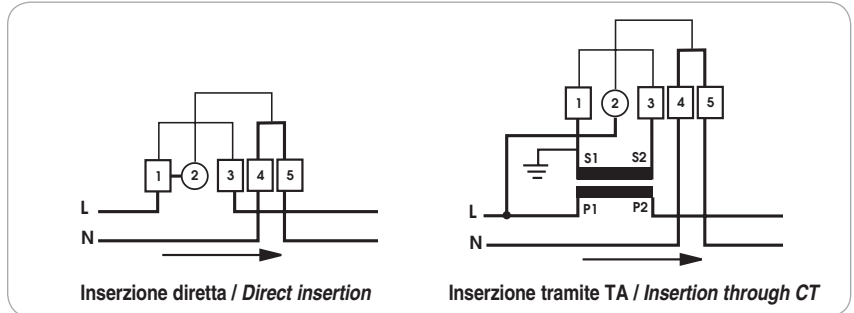 1 2 3 4 5
L
N
Inserzione diretta / Direct insertion
1 2 3 4 5
S1 S2
L P1 P2
N
Inserzione tramite TA / Insertion through CT